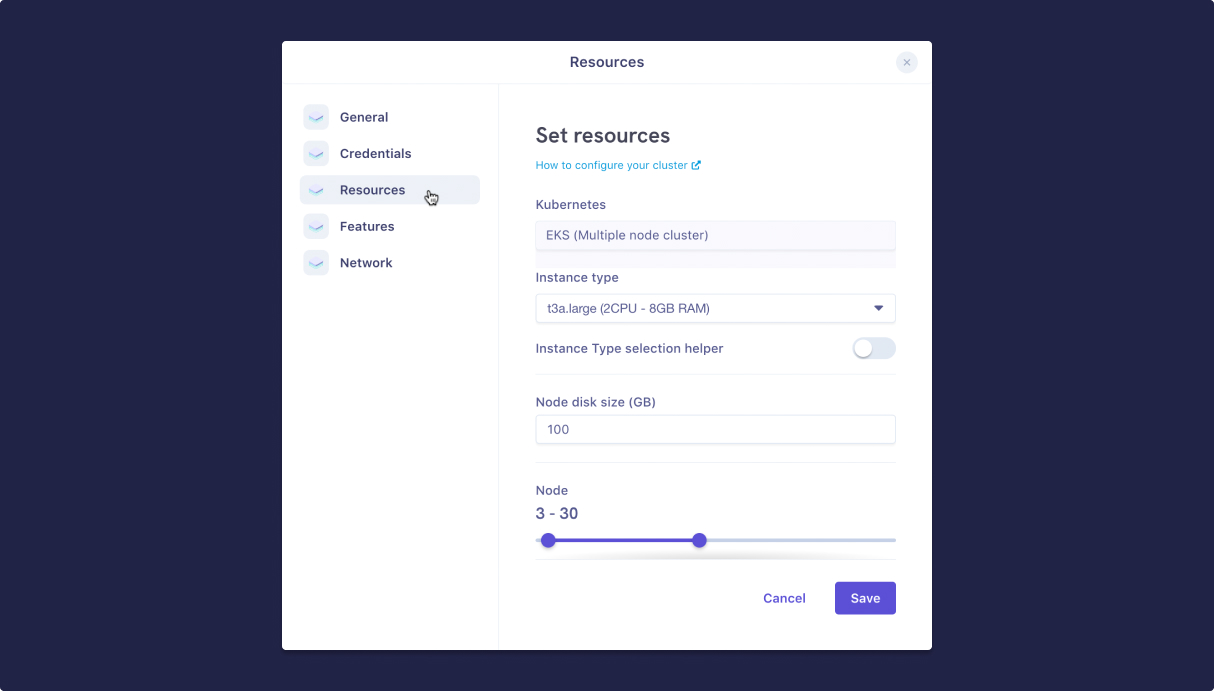 Resources
General
Credentials
Resources
Features
Network
Set resources
How to configure your cluster
Kubernetes
EKS (Multiple node cluster)
Instance type
t3a.large (2CPU - 8GB RAM)
Instance Type selection helper
Node disk size (GB)
100
Node
3 - 30
Cancel
Save